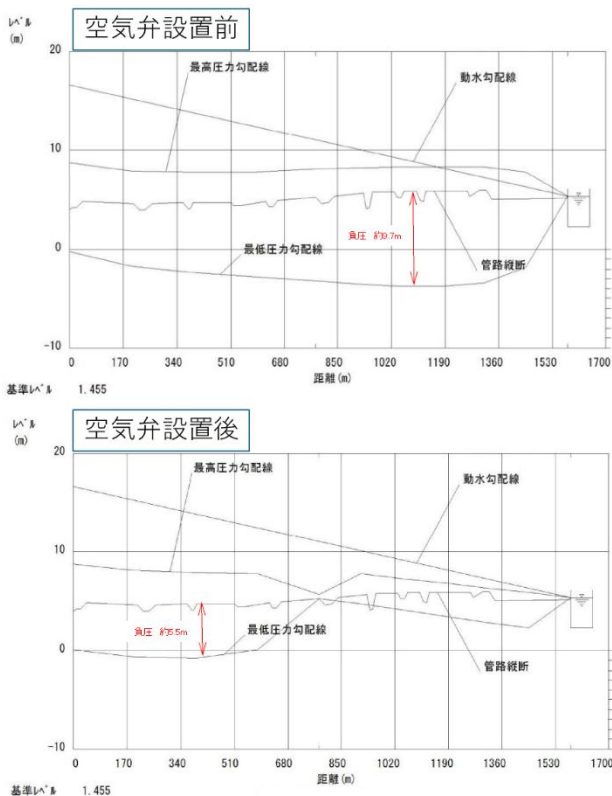 空気弁設置前
レベル
(m)
20
最高圧力勾配線
動水勾配線
10
負圧 約9.7m
0
最低圧力勾配線
管路縦断
-10
0 170 340 510 680 850 1020 1190 1360 1530 1700
距離(m)
基準レベル 1.455
空気弁設置後
レベル
(m)
20
最高圧力勾配線
動水勾配線
10
負圧 約5.5m
最低圧力勾配線
0
管路縦断
-10
0 170 340 510 680 850 1020 1190 1360 1530 1700
距離(m)
基準レベル 1.455